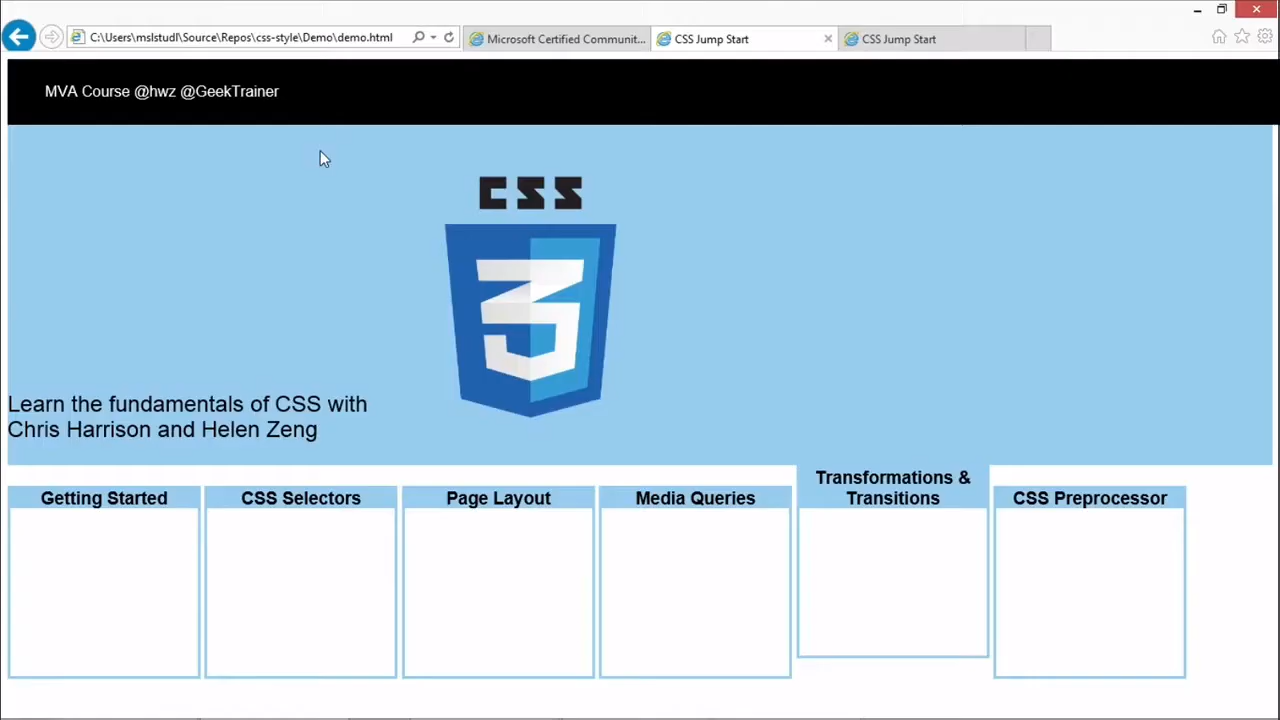 C:\Users\mslstudl\Source\Repos\css-style\Demo\demo.html
Microsoft Certified Communit...
CSS Jump Start
CSS Jump Start
MVA Course @hwz @GeekTrainer
CSS
3
Learn the fundamentals of CSS with
Chris Harrison and Helen Zeng
Getting Started
CSS Selectors
Page Layout
Media Queries
Transformations &
Transitions
CSS Preprocessor